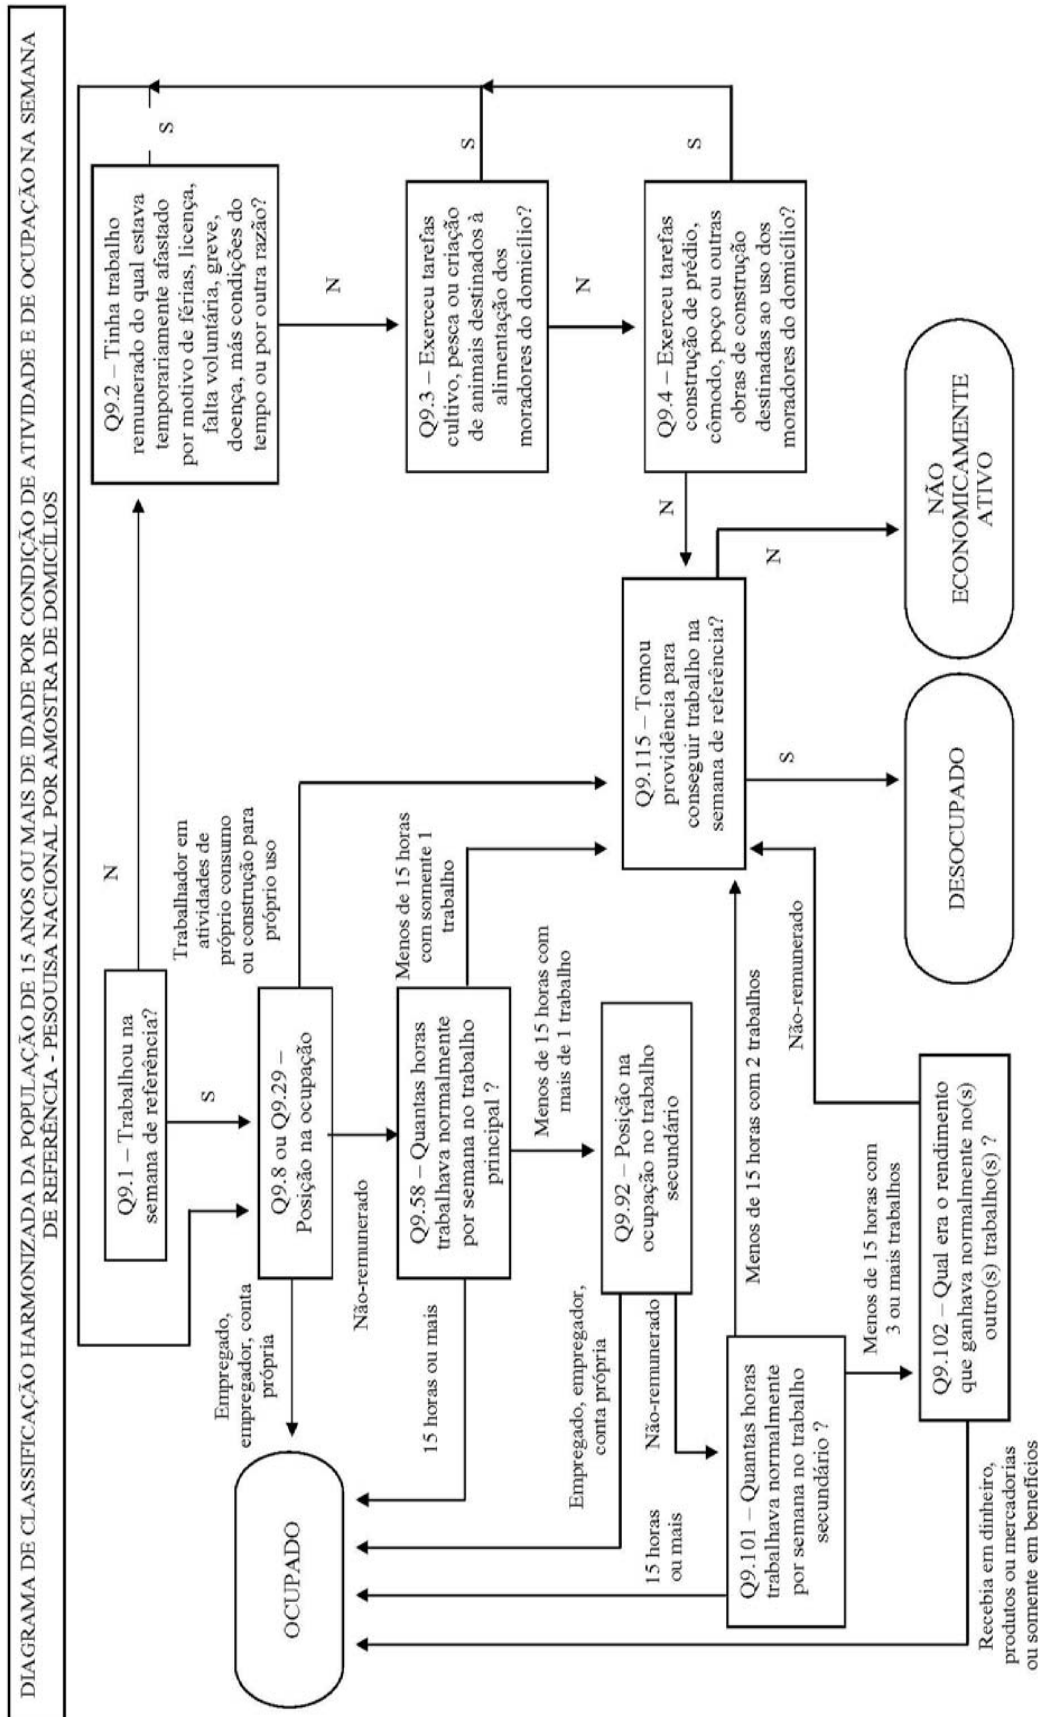 DIAGRAMA DE CLASSIFICAÇÃO HARMONIZADA DA POPULAÇÃO DE 15 ANOS OU MAIS DE IDADE POR CONDIÇÃO DE ATIVIDADE E DE OCUPAÇÃO NA SEMANA
DE REFERÊNCIA - PESQUISA NACIONAL POR AMOSTRA DE DOMICÍLIOS
Q9.1 – Trabalhou na
semana de referência?
N
S
Q9.2 – Tinha trabalho
remunerado do qual estava
temporariamente afastado
por motivo de férias, licença,
falta voluntária, greve,
doença, más condições do
tempo ou por outra razão?
S
N
Trabalhador em
atividades de
próprio consumo
ou construção para
próprio uso
Q9.8 ou Q9.29 –
Posição na ocupação
Empregado,
empregador, conta
própria
Não-remunerado
OCUPADO
Q9.3 – Exerceu tarefas
cultivo, pesca ou criação
de animais destinados à
alimentação dos
moradores do domicílio?
S
N
Q9.58 – Quantas horas
trabalhava normalmente
por semana no trabalho
principal ?
15 horas ou mais
Menos de 15 horas
com somente 1
trabalho
Menos de 15 horas com
mais de 1 trabalho
Q9.4 – Exerceu tarefas
construção de prédio,
cômodo, poço ou outras
obras de construção
destinadas ao uso dos
moradores do domicílio?
S
N
Q9.92 – Posição na
ocupação no trabalho
secundário
Empregado, empregador,
conta própria
Não-remunerado
Q9.115 – Tomou
providência para
conseguir trabalho na
semana de referência?
N
S
15 horas
ou mais
Q9.101 – Quantas horas
trabalhava normalmente
por semana no trabalho
secundário ?
Menos de 15 horas com 2 trabalhos
Não-remunerado
Menos de 15 horas com
3 ou mais trabalhos
Q9.102 – Qual era o rendimento
que ganhava normalmente no(s)
outro(s) trabalho(s) ?
Recebia em dinheiro,
produtos ou mercadorias
ou somente em benefícios
DESOCUPADO
NÃO
ECONOMICAMENTE
ATIVO